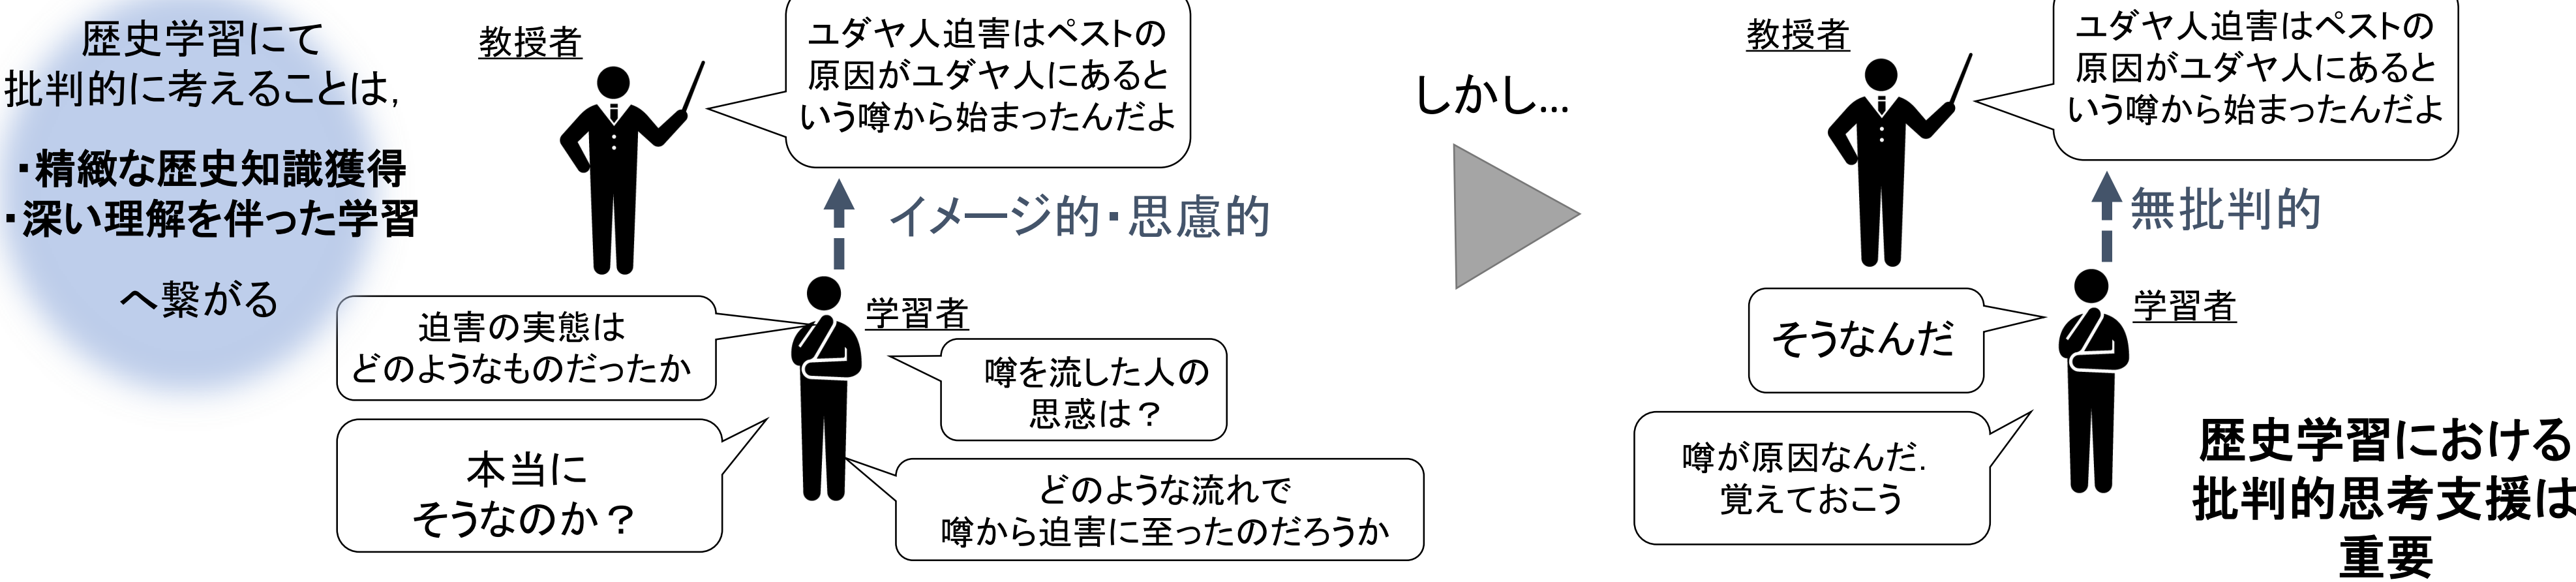 歴史学習にて
批判的に考えることは,
・精緻な歴史知識獲得
・深い理解を伴った学習
へ繋がる
教授者
ユダヤ人迫害はペストの
原因がユダヤ人にあると
いう噂から始まったんだよ
イメージ的・思慮的
学習者
迫害の実態は
どのようなものだったか
噂を流した人の
思惑は？
本当に
そうなのか？
どのような流れで
噂から迫害に至ったのだろうか
しかし…
教授者
ユダヤ人迫害はペストの
原因がユダヤ人にあると
いう噂から始まったんだよ
無批判的
学習者
そうなんだ
噂が原因なんだ.
覚えておこう
歴史学習における
批判的思考支援は
重要